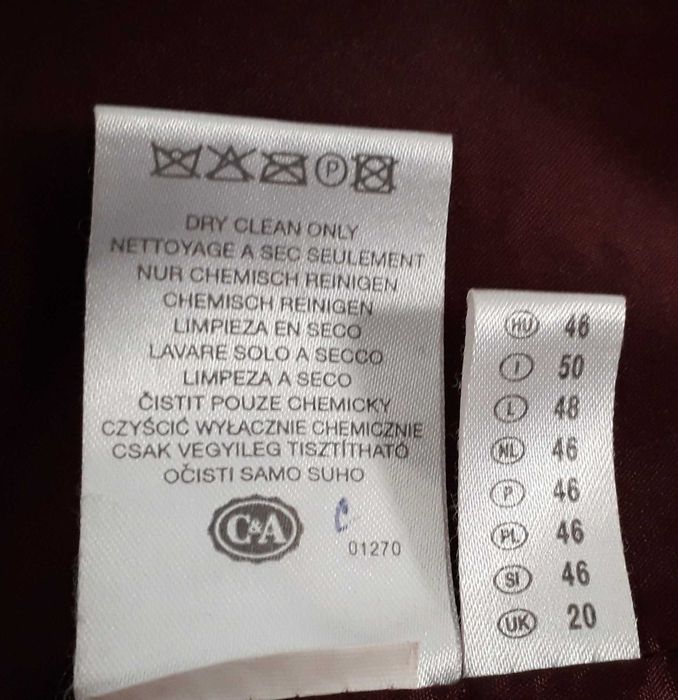 P
DRY CLEAN ONLY
NETTOYAGE A SEC SEULEMENT
NUR CHEMISCH REINIGEN
CHEMISCH REINIGEN
LIMPIEZA EN SECO
LAVARE SOLO A SECCO
LIMPEZA A SECO
ČISTIT POUZE CHEMICKY
CZYŚCIĆ WYŁACZNIE CHEMICZNIE
CSAK VEGYILEG TISZTÍTHATÓ
OČISTI SAMO SUHO
C&A
C
01270
HU 46
I 50
L 48
NL 46
P 46
PL 46
SI 46
UK 20